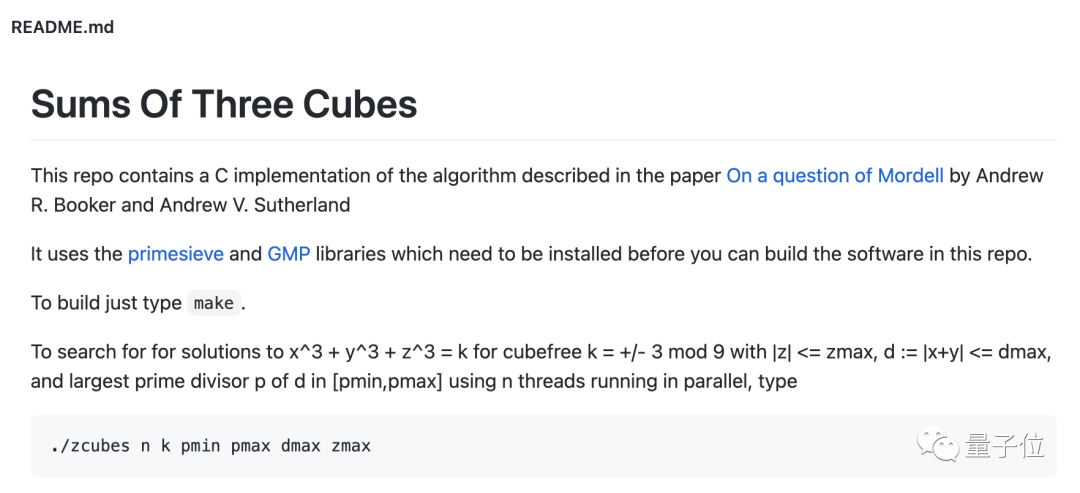 README.md
Sums Of Three Cubes
This repo contains a C implementation of the algorithm described in the paper On a question of Mordell by Andrew
R. Booker and Andrew V. Sutherland
It uses the primesieve and GMP libraries which need to be installed before you can build the software in this repo.
To build just type make.
To search for for solutions to x^3 + y^3 + z^3 = k for cubefree k = +/- 3 mod 9 with |z| <= zmax, d := |x+y| <= dmax,
and largest prime divisor p of d in [pmin,pmax] using n threads running in parallel, type
./zcubes n k pmin pmax dmax zmax
量子位